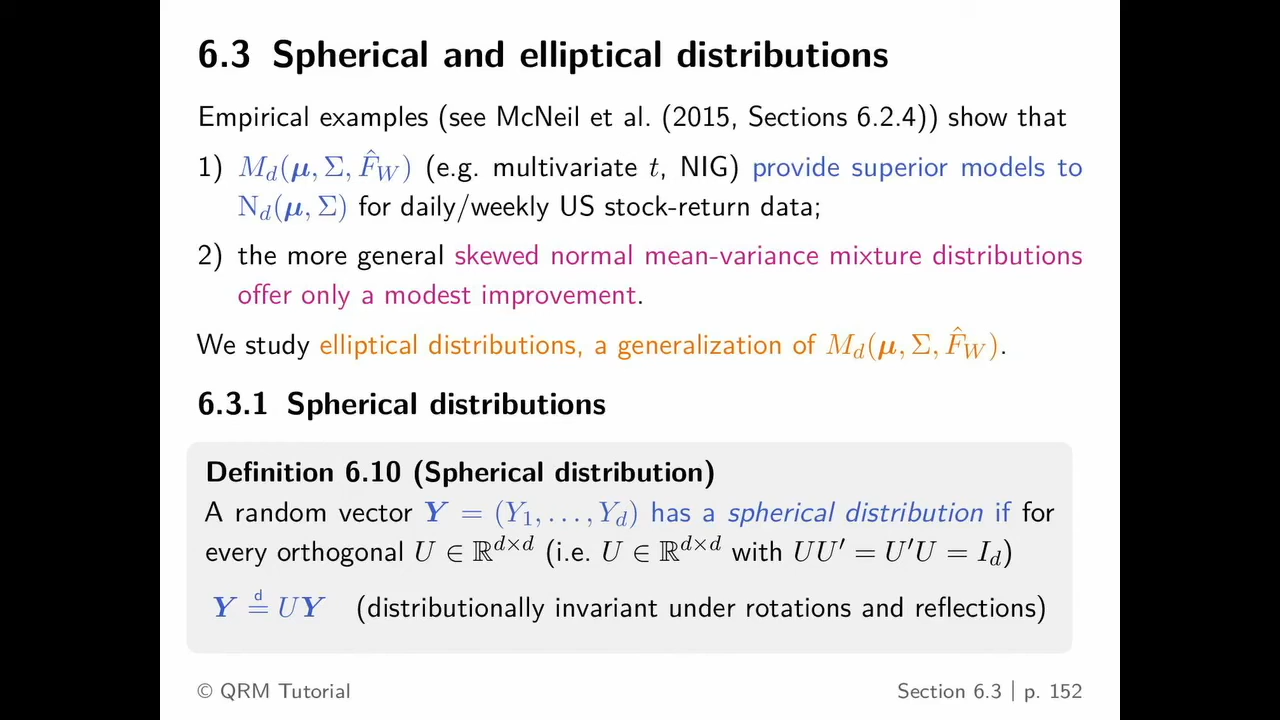 6.3 Spherical and elliptical distributions
Empirical examples (see McNeil et al. (2015, Sections 6.2.4)) show that
1) M_d(μ, Σ, F̂_W) (e.g. multivariate t, NIG) provide superior models to
N_d(μ, Σ) for daily/weekly US stock-return data;
2) the more general skewed normal mean-variance mixture distributions
offer only a modest improvement.
We study elliptical distributions, a generalization of M_d(μ, Σ, F̂_W).
6.3.1 Spherical distributions
Definition 6.10 (Spherical distribution)
A random vector Y = (Y_1, . . . , Y_d) has a spherical distribution if for
every orthogonal U ∈ ℝ^{d×d} (i.e. U ∈ ℝ^{d×d} with UU′ = U′U = I_d)
Y =^d UY (distributionally invariant under rotations and reflections)
© QRM Tutorial
Section 6.3 | p. 152